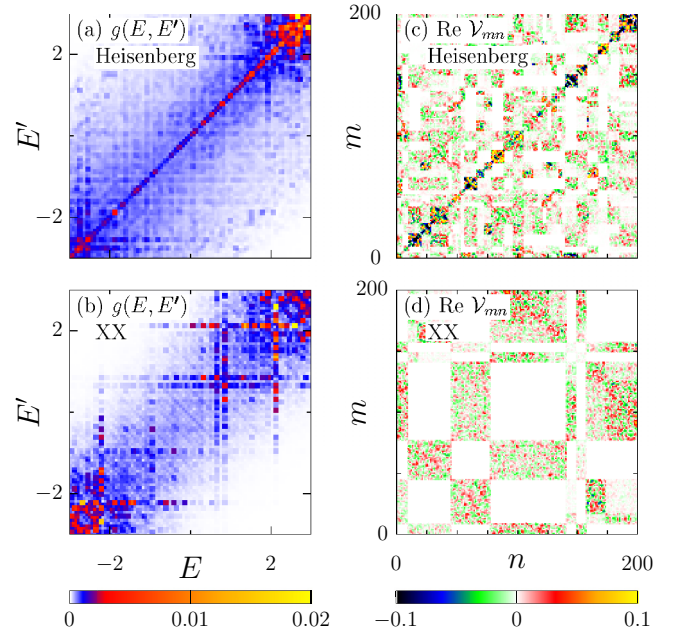 (a) g(E, E′)
Heisenberg
2
−2
E′
(c) Re 𝒱mn
Heisenberg
200
m
0
(b) g(E, E′)
XX
2
−2
E′
−2
E
2
(d) Re 𝒱mn
XX
200
m
0
0
n
200
0
0.01
0.02
−0.1
0
0.1